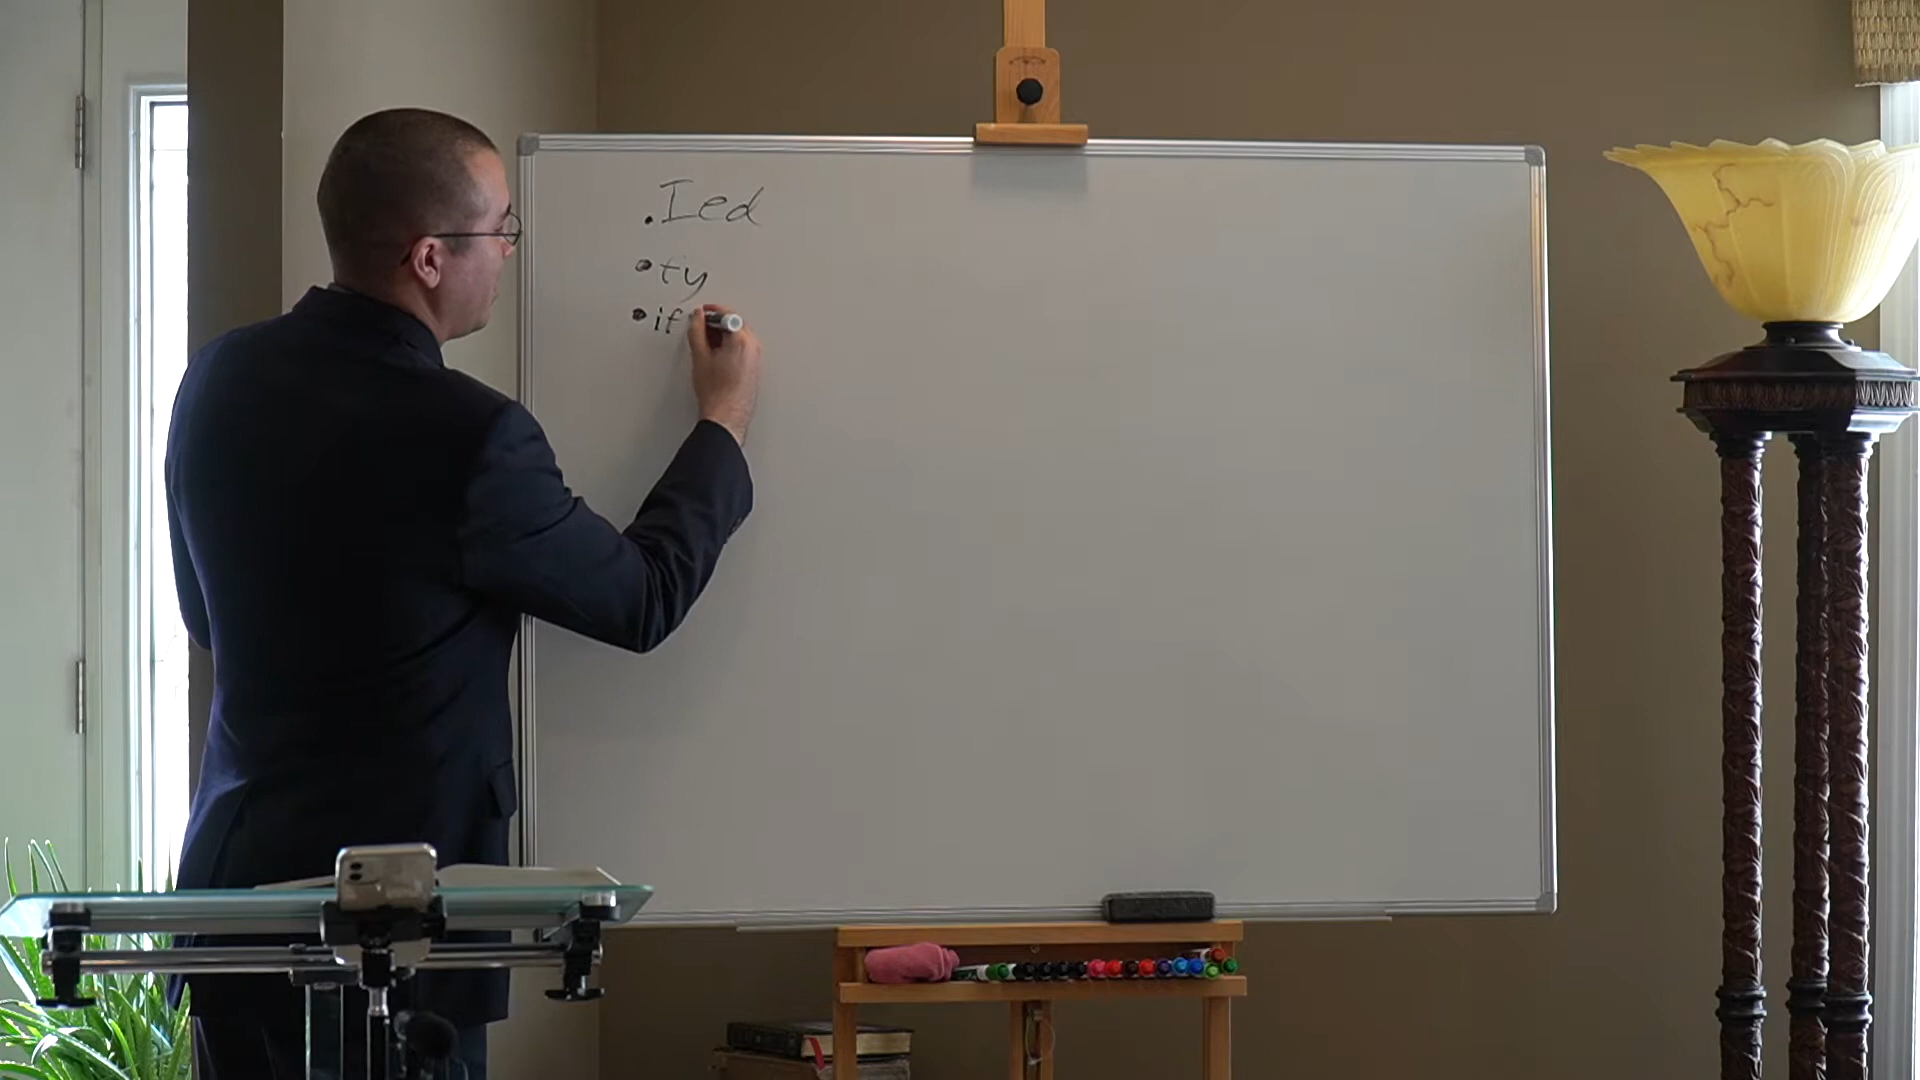 • Ied
• ty
• if